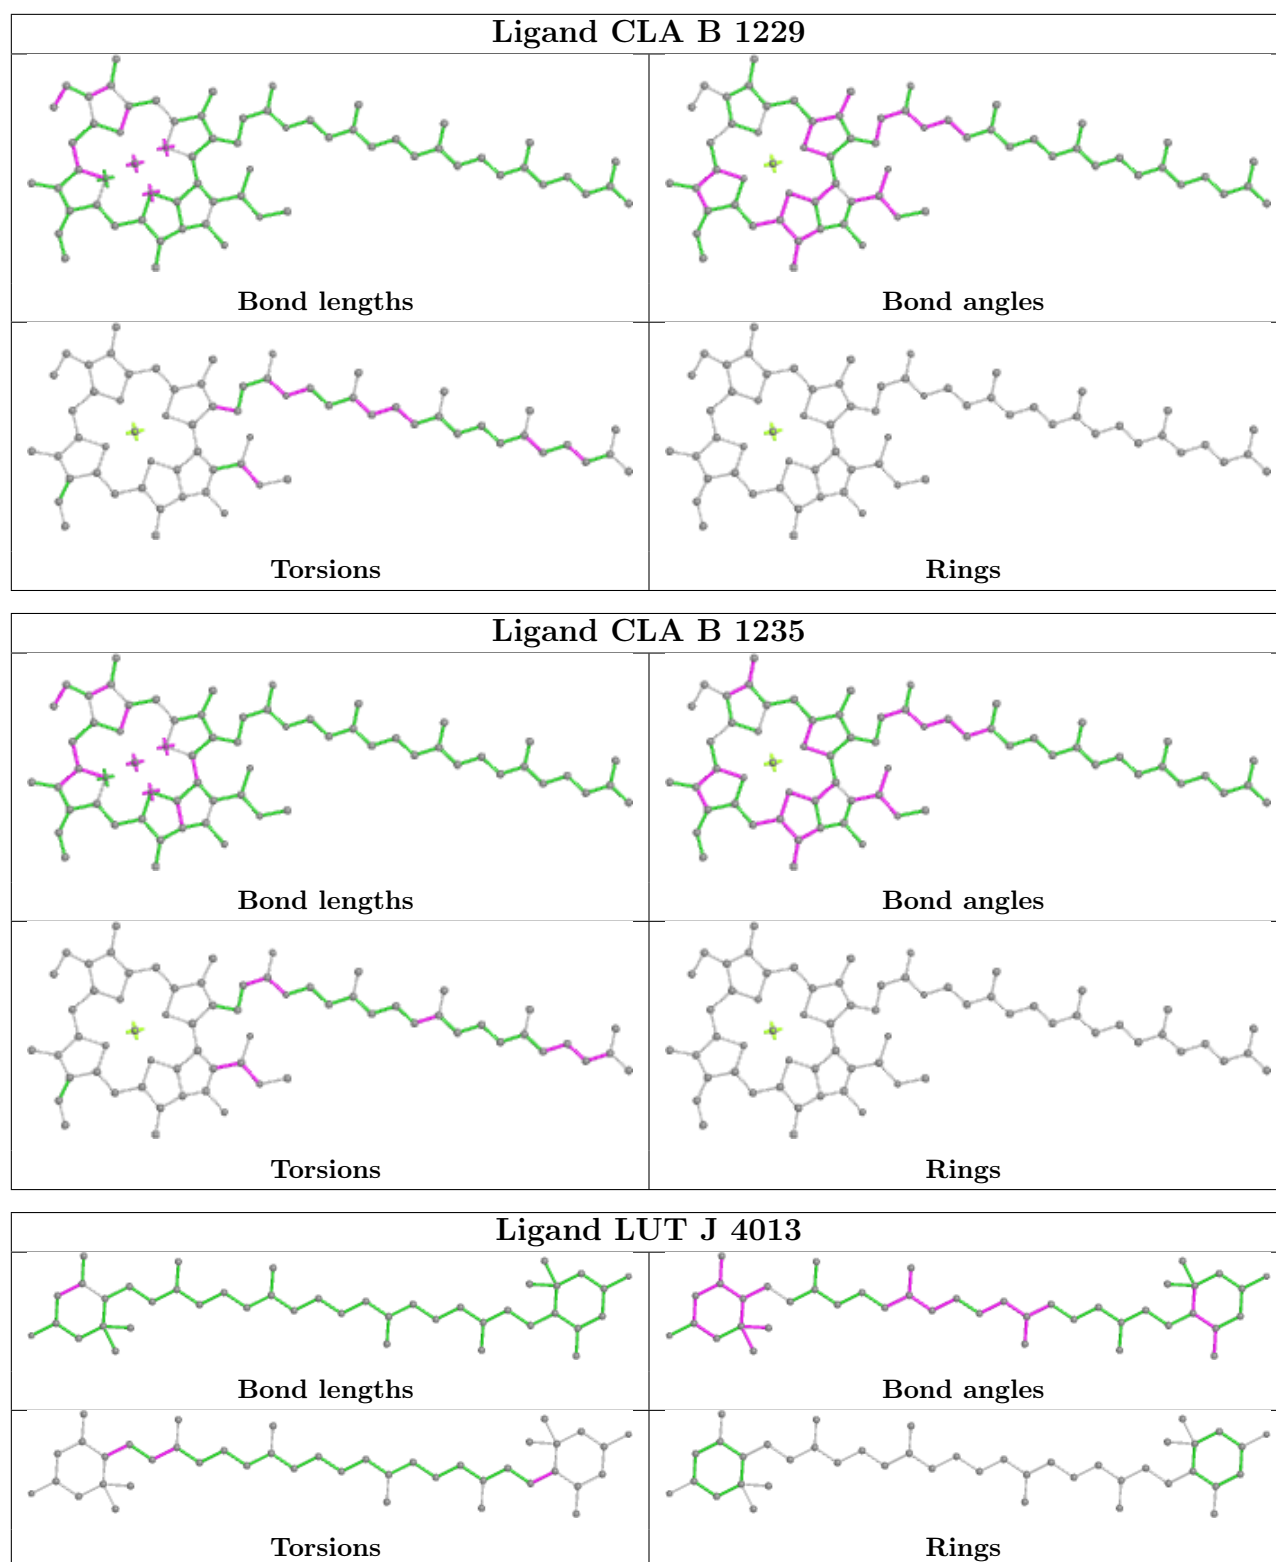 Ligand CLA B 1229
Bond lengths
Bond angles
Torsions
Rings
Ligand CLA B 1235
Bond lengths
Bond angles
Torsions
Rings
Ligand LUT J 4013
Bond lengths
Bond angles
Torsions
Rings